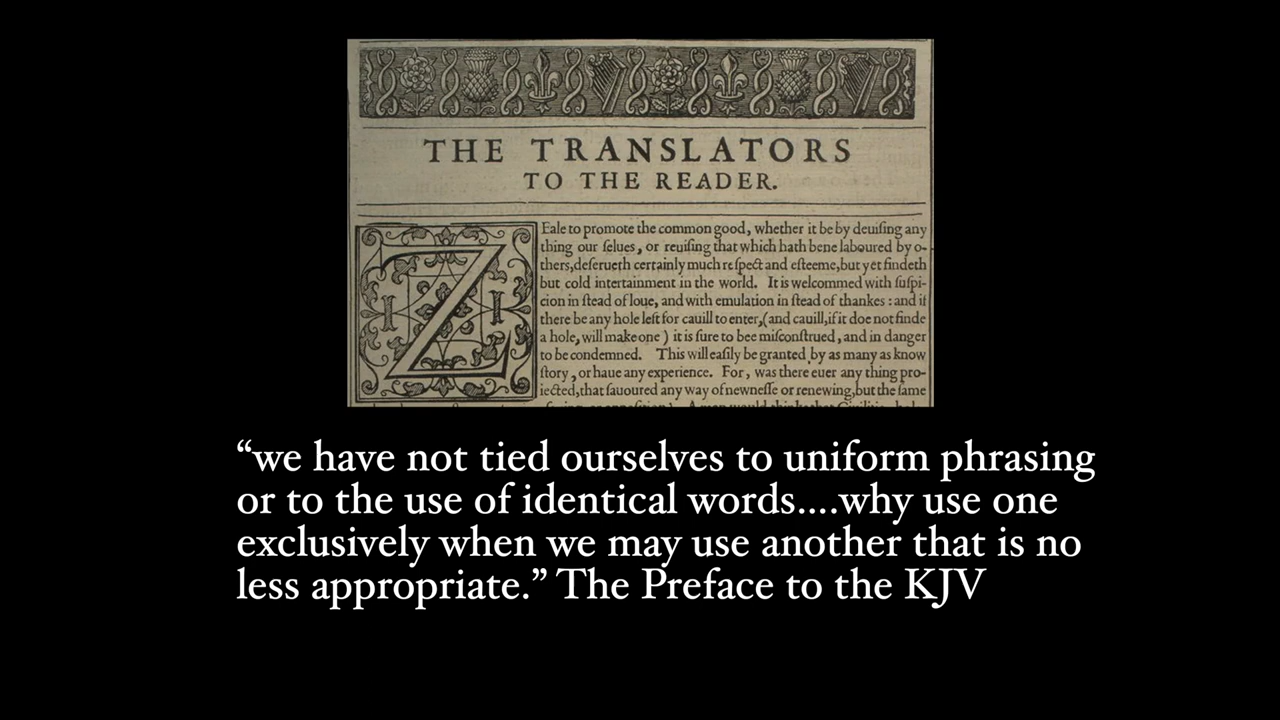 THE TRANSLATORS
TO THE READER.
ZEale to promote the common good, whether it be by deuiſing any
thing our ſelues, or reuiſing that which hath bene laboured by o-
thers, deſerueth certainly much reſpect and eſteeme, but yet findeth
but cold intertainment in the world. It is welcommed with ſuſpi-
cion in ſtead of loue, and with emulation in ſtead of thankes : and if
there be any hole left for cauill to enter, (and cauill, if it doe not finde
a hole, will make one ) it is ſure to bee miſconſtrued, and in danger
to be condemned. This will eaſily be granted by as many as know
ſtory, or haue any experience. For, was there euer any thing pro-
iected, that ſauoured any way of newneſſe or renewing, but the ſame
“we have not tied ourselves to uniform phrasing
or to the use of identical words....why use one
exclusively when we may use another that is no
less appropriate.” The Preface to the KJV